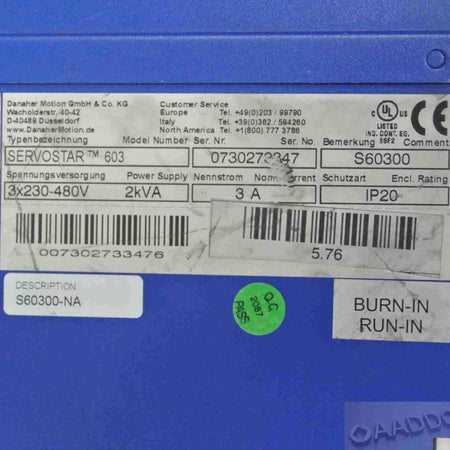 Danaher Motion GmbH & Co. KG Customer Service
Wacholderstr. 40-42 Europe Tel. +49(0)203 / 99790
D-40489 Düsseldorf Italy Tel. +39(0)362 / 594260
www.DanaherMotion.de North America Tel. +1(800) 777 3786
C UL US LISTED
IND. CONT. EQ.
56F2
CE
Typenbezeichnung Model Number Ser. Nr. Ser. No. Bemerkung Comment
SERVOSTAR™ 603 S60300
Spannungsversorgung Power Supply Nennstrom Schutzart Encl. Rating
3x230-480V 2kVA 3 A IP20
007302733476 5.76
DESCRIPTION
S60300-NA
Q.C
2087
PASS
BURN-IN
RUN-IN